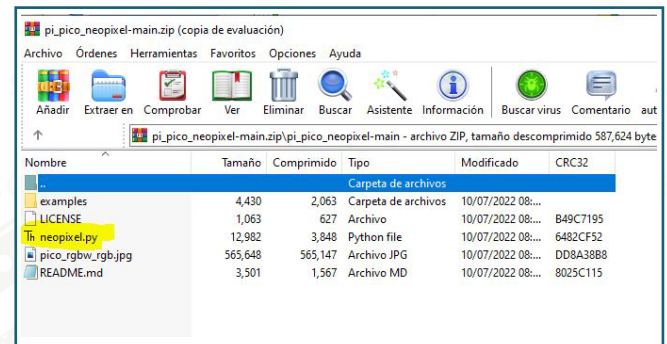 pi_pico_neopixel-main.zip (copia de evaluación)
Archivo Órdenes Herramientas Favoritos Opciones Ayuda
Añadir Extraer en Comprobar Ver Eliminar Buscar Asistente Información Buscar virus Comentario
pi_pico_neopixel-main.zip\pi_pico_neopixel-main - archivo ZIP, tamaño descomprimido 587,624 byte
Nombre Tamaño Comprimido Tipo Modificado CRC32
.. Carpeta de archivos
examples 4,430 2,063 Carpeta de archivos 10/07/2022 08:...
LICENSE 1,063 627 Archivo 10/07/2022 08:... B49C7195
neopixel.py 12,982 3,848 Python file 10/07/2022 08:... 6482CF52
pico_rgbw_rgb.jpg 565,648 565,147 Archivo JPG 10/07/2022 08:... DD8A38B8
README.md 3,501 1,567 Archivo MD 10/07/2022 08:... 8025C115